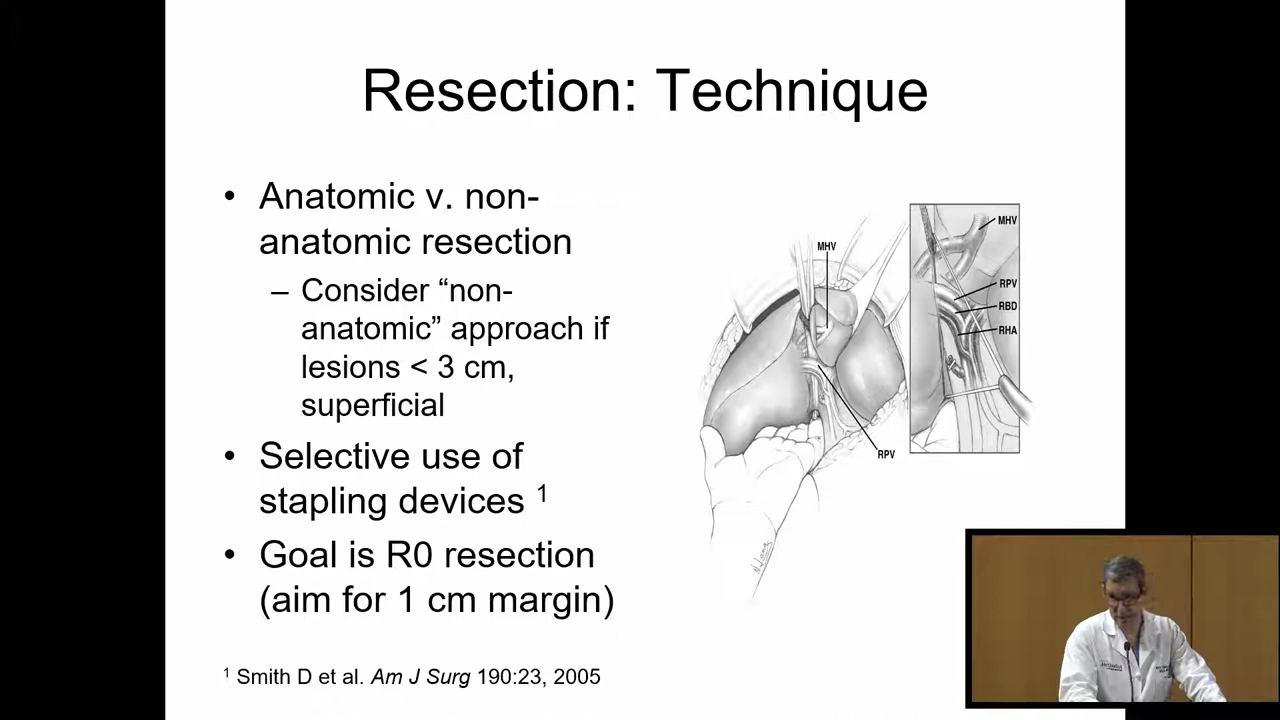 Resection: Technique
• Anatomic v. non-
anatomic resection
– Consider “non-
anatomic” approach if
lesions < 3 cm,
superficial
• Selective use of
stapling devices 1
• Goal is R0 resection
(aim for 1 cm margin)
1 Smith D et al. Am J Surg 190:23, 2005
MHV
RPV
MHV
RPV
RBD
RHA